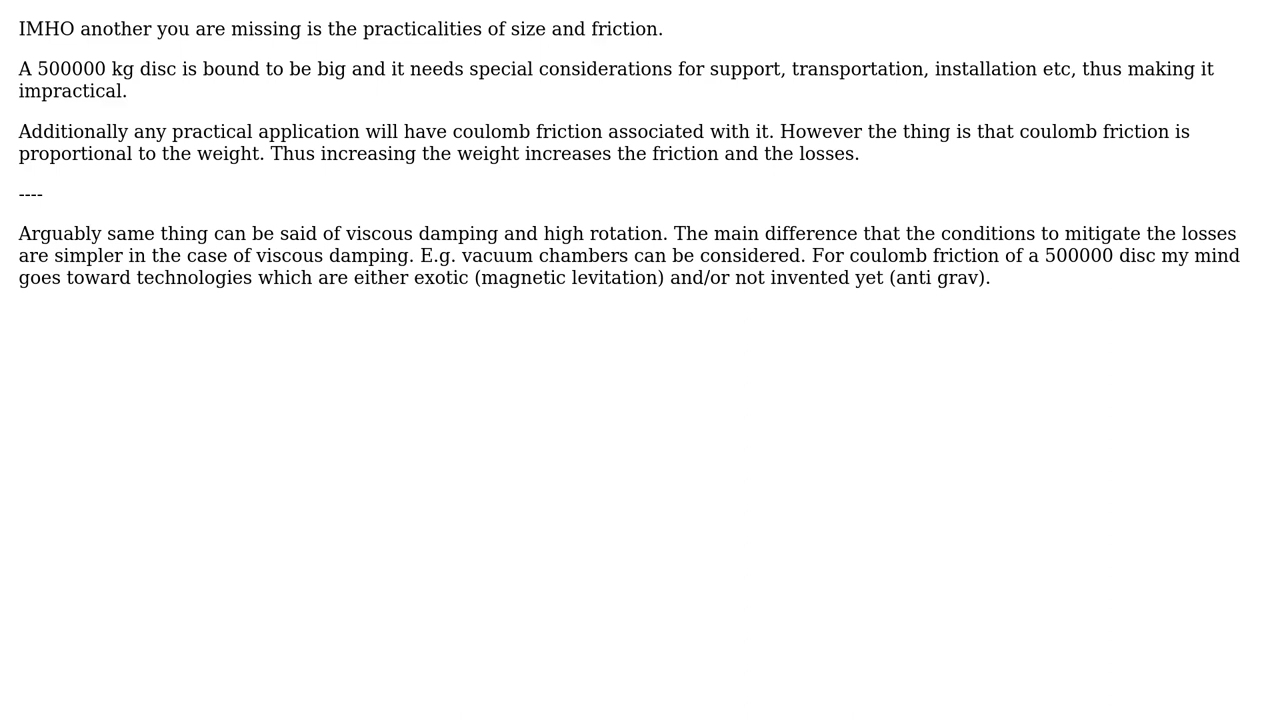 IMHO another you are missing is the practicalities of size and friction.
A 500000 kg disc is bound to be big and it needs special considerations for support, transportation, installation etc, thus making it
impractical.
Additionally any practical application will have coulomb friction associated with it. However the thing is that coulomb friction is
proportional to the weight. Thus increasing the weight increases the friction and the losses.
----
Arguably same thing can be said of viscous damping and high rotation. The main difference that the conditions to mitigate the losses
are simpler in the case of viscous damping. E.g. vacuum chambers can be considered. For coulomb friction of a 500000 disc my mind
goes toward technologies which are either exotic (magnetic levitation) and/or not invented yet (anti grav).